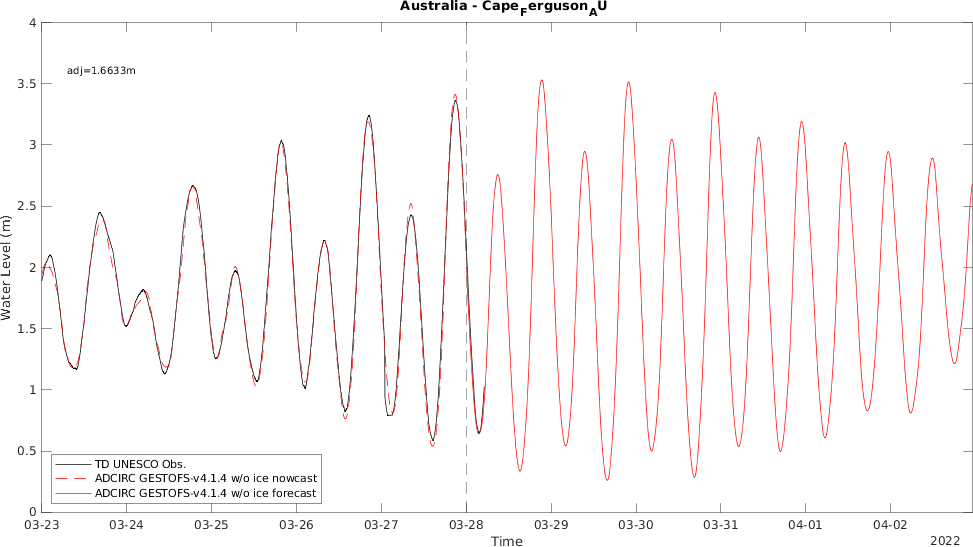 Australia - Cape_Ferguson_AU
4
adj=1.6633m
3.5
3
2.5
2
1.5
1
0.5
0
Water Level (m)
TD UNESCO Obs.
ADCIRC GESTOFS-v4.1.4 w/o ice nowcast
ADCIRC GESTOFS-v4.1.4 w/o ice forecast
03-23 03-24 03-25 03-26 03-27 03-28 03-29 03-30 03-31 04-01 04-02
Time
2022